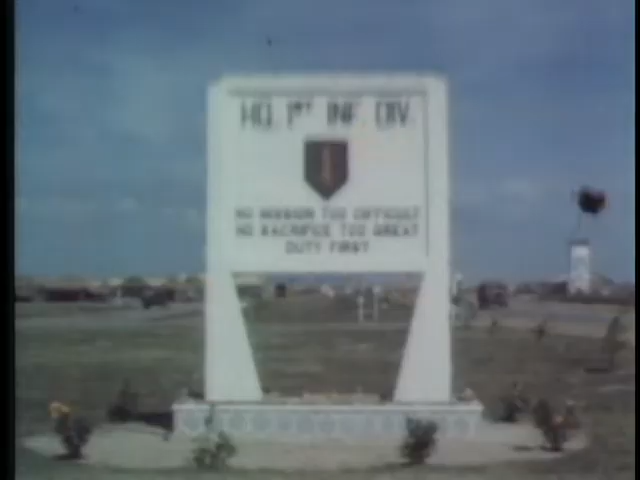 HQ. 1ST INF. DIV.
NO MISSION TOO DIFFICULT
NO SACRIFICE TOO GREAT
DUTY FIRST